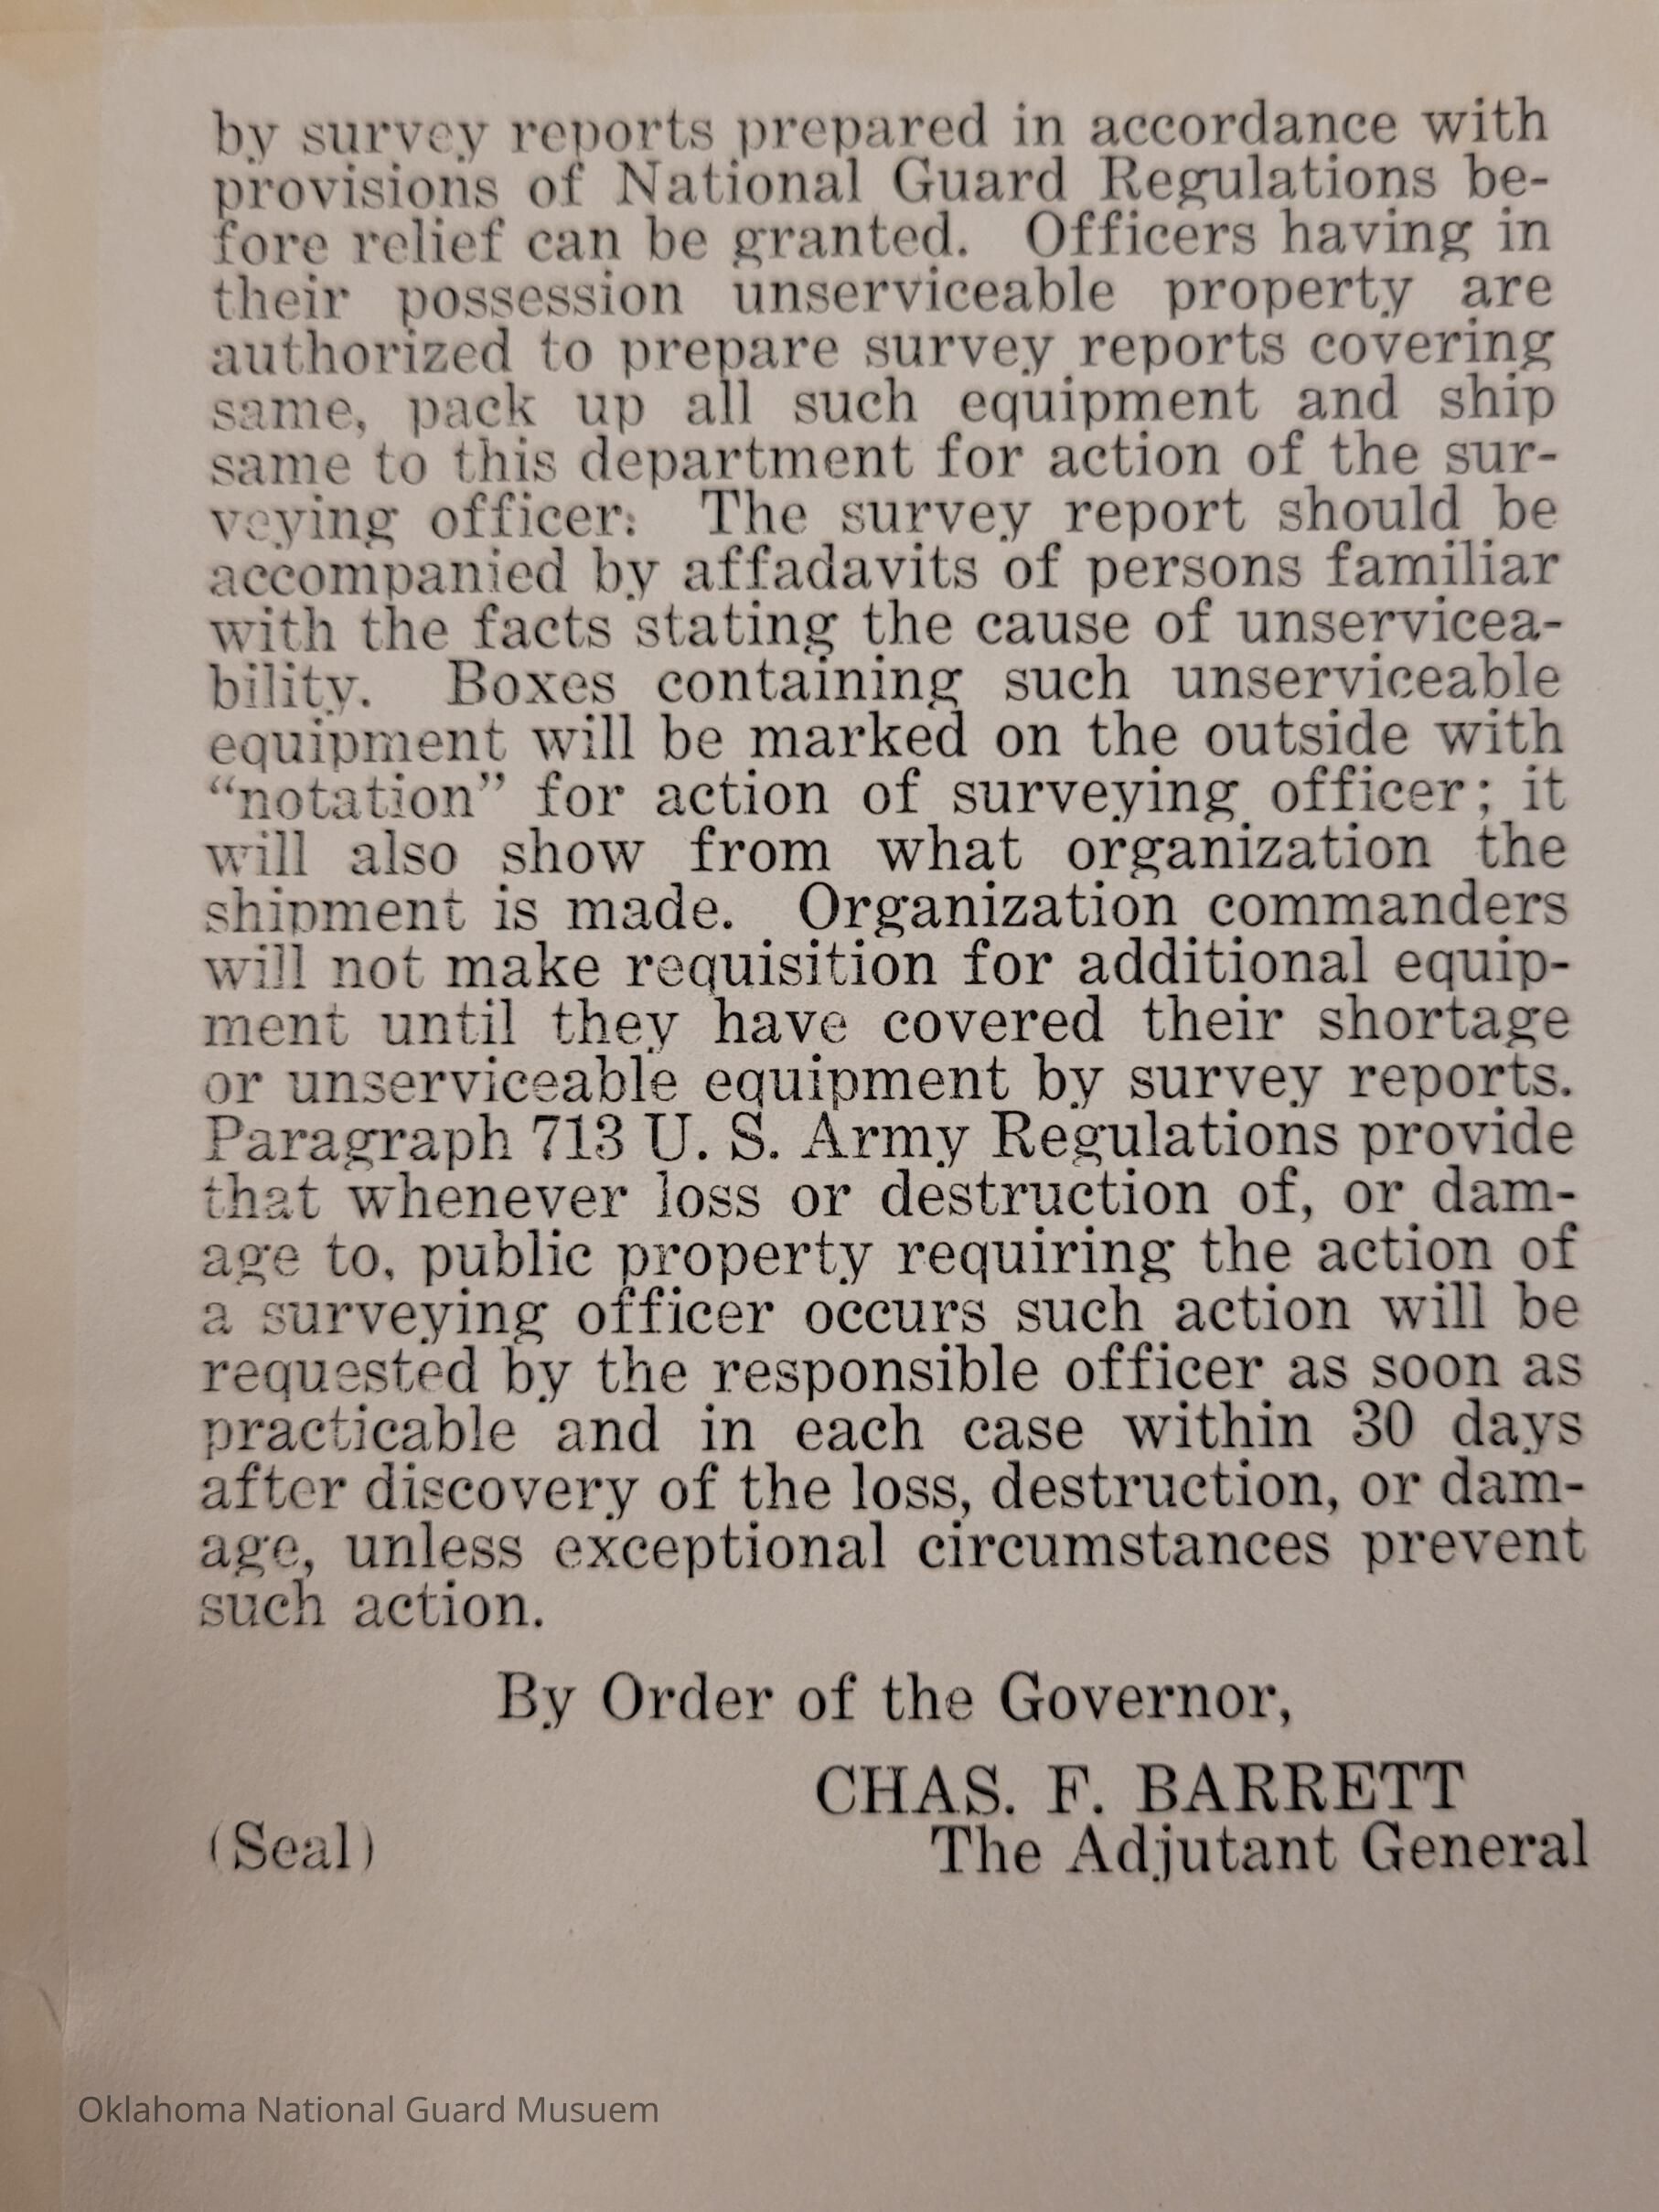 by survey reports prepared in accordance with
provisions of National Guard Regulations be-
fore relief can be granted. Officers having in
their possession unserviceable property are
authorized to prepare survey reports covering
same, pack up all such equipment and ship
same to this department for action of the sur-
veying officer. The survey report should be
accompanied by affadavits of persons familiar
with the facts stating the cause of unservicea-
bility. Boxes containing such unserviceable
equipment will be marked on the outside with
“notation” for action of surveying officer; it
will also show from what organization the
shipment is made. Organization commanders
will not make requisition for additional equip-
ment until they have covered their shortage
or unserviceable equipment by survey reports.
Paragraph 713 U. S. Army Regulations provide
that whenever loss or destruction of, or dam-
age to, public property requiring the action of
a surveying officer occurs such action will be
requested by the responsible officer as soon as
practicable and in each case within 30 days
after discovery of the loss, destruction, or dam-
age, unless exceptional circumstances prevent
such action.
By Order of the Governor,
CHAS. F. BARRETT
(Seal) The Adjutant General
Oklahoma National Guard Musuem